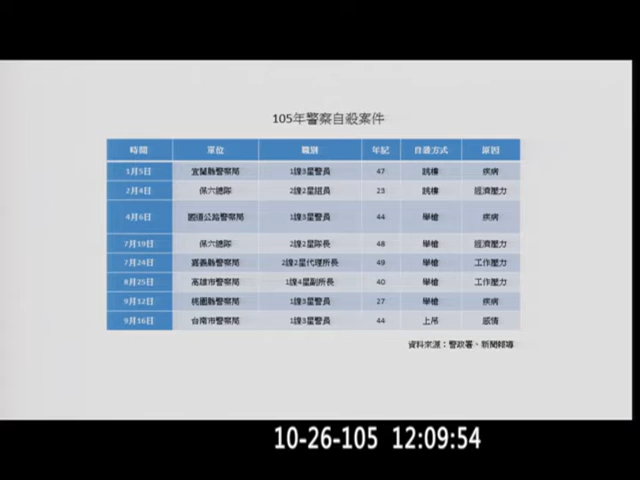 105年警察自殺案件
時間 單位 職別 年紀 自殺方式 原因
1月5日 宜蘭縣警察局 1線3星警員 47 跳樓 疾病
2月4日 保六總隊 2線2星組員 23 跳樓 經濟壓力
4月6日 國道公路警察局 1線3星警員 44 舉槍 疾病
7月19日 保六總隊 2線2星隊長 48 舉槍 經濟壓力
7月24日 嘉義縣警察局 2線2星代理所長 49 舉槍 工作壓力
8月25日 高雄市警察局 1線4星副所長 40 舉槍 工作壓力
9月12日 桃園縣警察局 1線3星警員 27 舉槍 疾病
9月16日 台南市警察局 1線3星警員 44 上吊 感情
資料來源：警政署、新聞報導
10-26-105 12:09:54